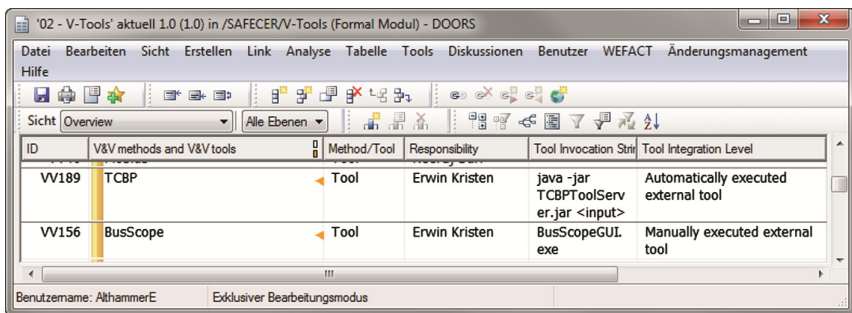 '02 - V-Tools' aktuell 1.0 (1.0) in /SAFECER/V-Tools (Formal Modul) - DOORS
Datei Bearbeiten Sicht Erstellen Link Analyse Tabelle Tools Diskussionen Benutzer WEFACT Änderungsmanagement
Hilfe
Sicht Overview Alle Ebenen
ID V&V methods and V&V tools Method/Tool Responsibility Tool Invocation Strin Tool Integration Level
VV189 TCBP Tool Erwin Kristen java -jar Automatically executed
TCBPToolServ external tool
er.jar <input>
VV156 BusScope Tool Erwin Kristen BusScopeGUI. Manually executed external
exe tool
Benutzername: AlthammerE Exklusiver Bearbeitungsmodus